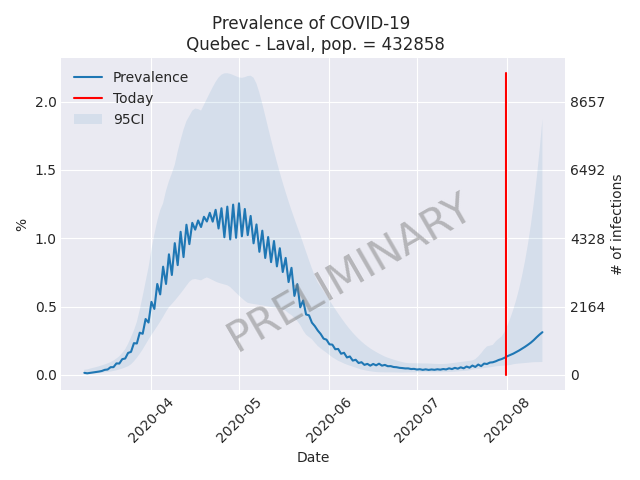 Prevalence of COVID-19
Quebec - Laval, pop. = 432858
Prevalence
Today
95CI
2.0
1.5
1.0
0.5
0.0
%
8657
6492
4328
2164
0
# of infections
PRELIMINARY
2020-04
2020-05
2020-06
2020-07
2020-08
Date